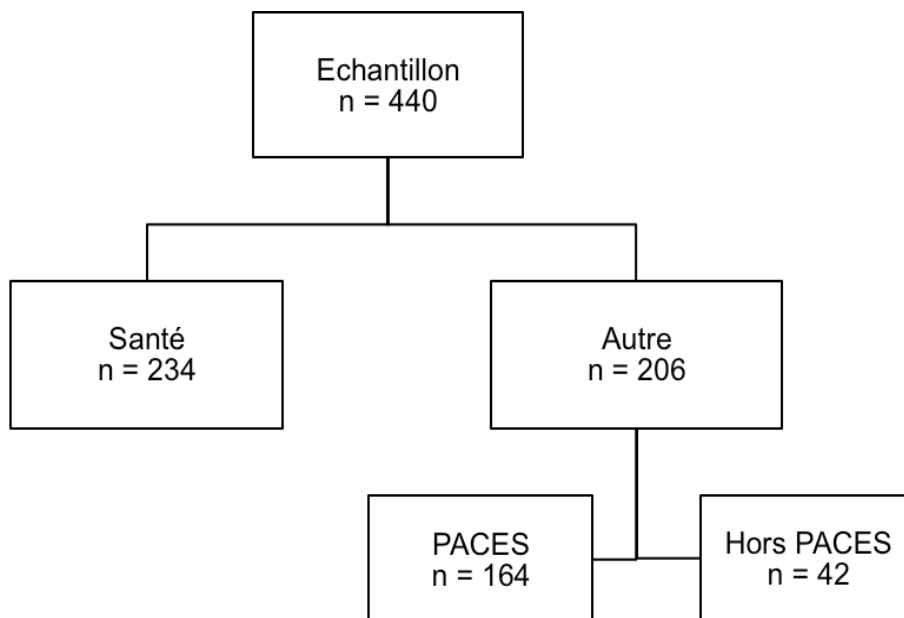 Echantillon
n = 440
Santé
n = 234
Autre
n = 206
PACES
n = 164
Hors PACES
n = 42